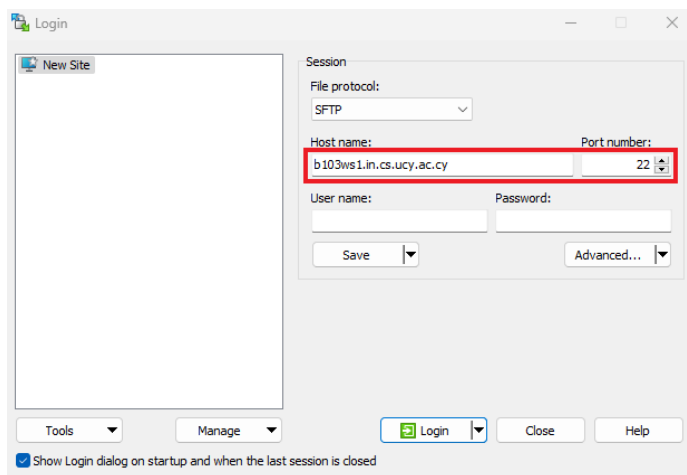 Login
New Site
Session
File protocol:
SFTP
Host name: Port number:
b103ws1.in.cs.ucy.ac.cy 22
User name: Password:
Save Advanced...
Tools Manage Login Close Help
Show Login dialog on startup and when the last session is closed